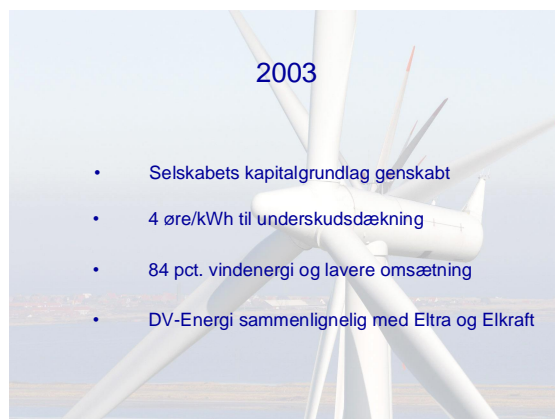 2003
• Selskabets kapitalgrundlag genskabt
• 4 øre/kWh til underskudsdækning
• 84 pct. vindenergi og lavere omsætning
• DV-Energi sammenlignelig med Eltra og Elkraft